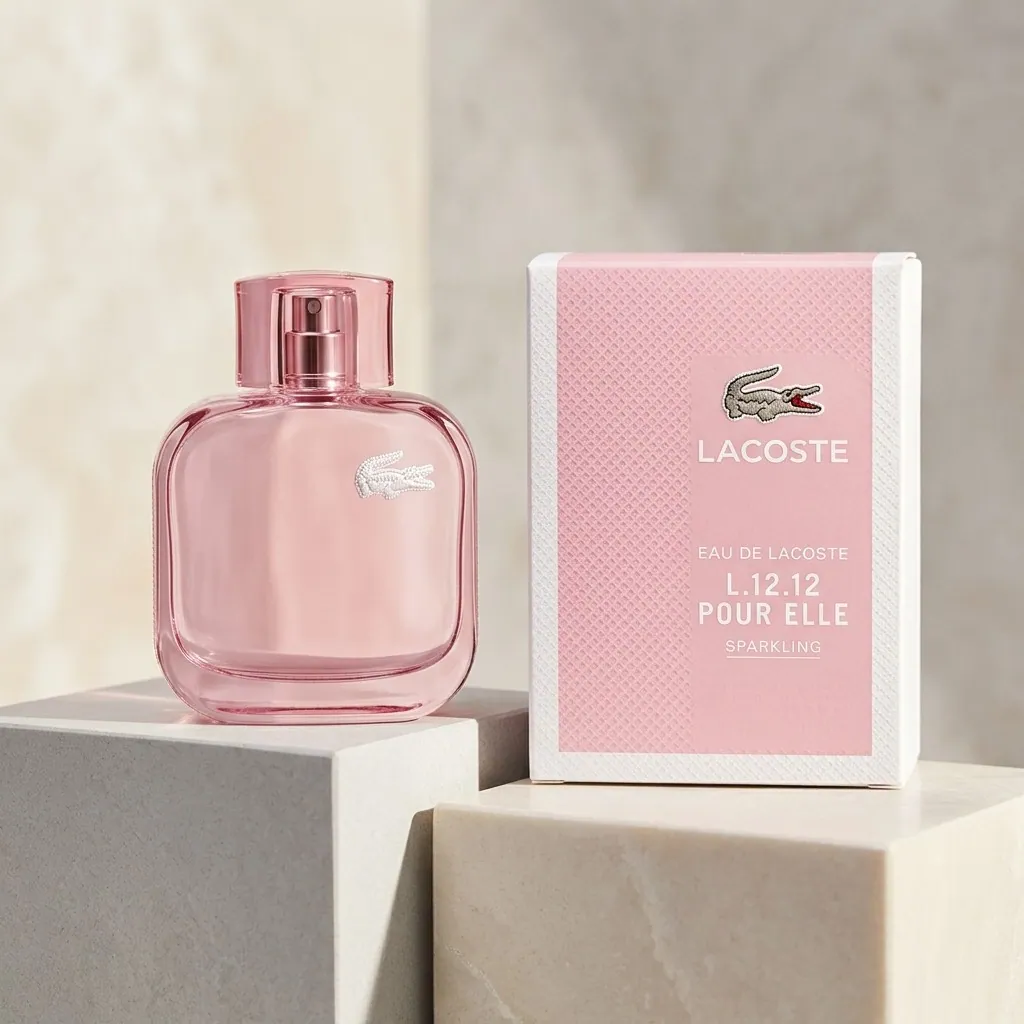 LACOSTE
EAU DE LACOSTE
L.12.12
POUR ELLE
SPARKLING